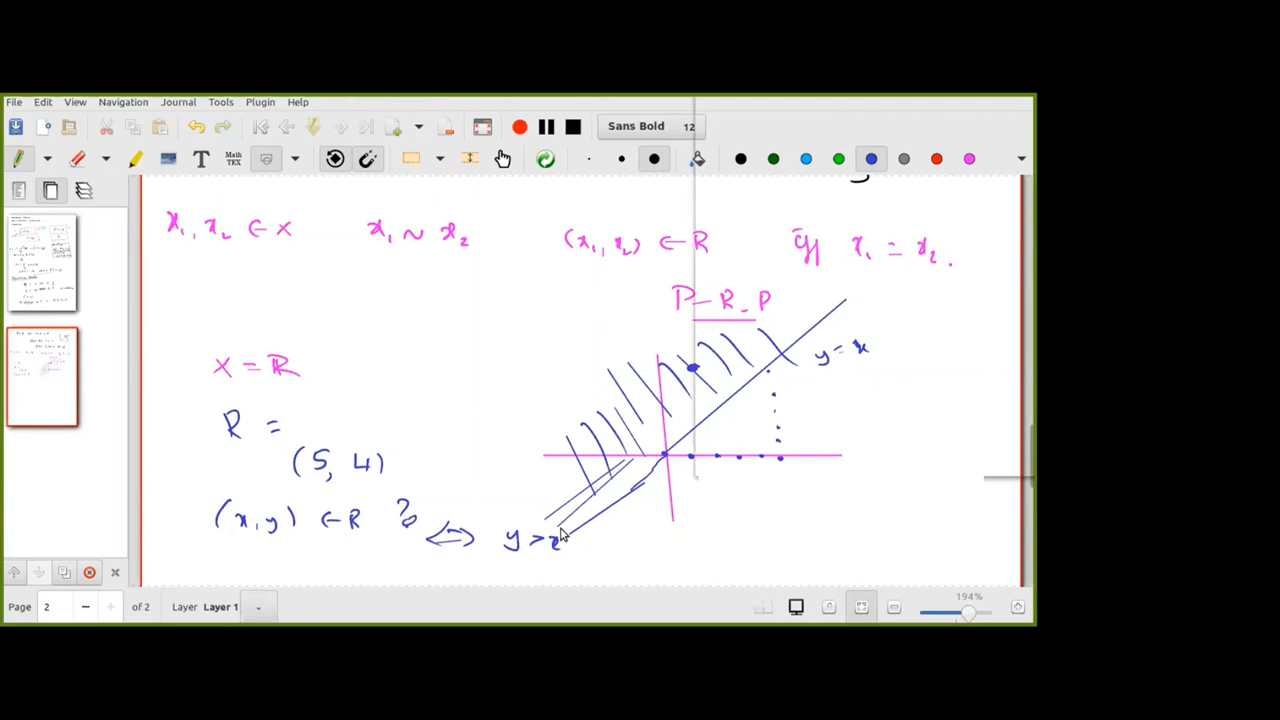 File Edit View Navigation Journal Tools Plugin Help
Sans Bold 12
x₁, x₂ ∈ X x₁ ~ x₂ (x₁, x₂) ∈ R iff x₁ = x₂.
P-R-P
y = x
X = ℝ
R =
(5, 4)
(x, y) ∈ R ? ⟺ y > x
Page 2 of 2 Layer Layer 1 194%